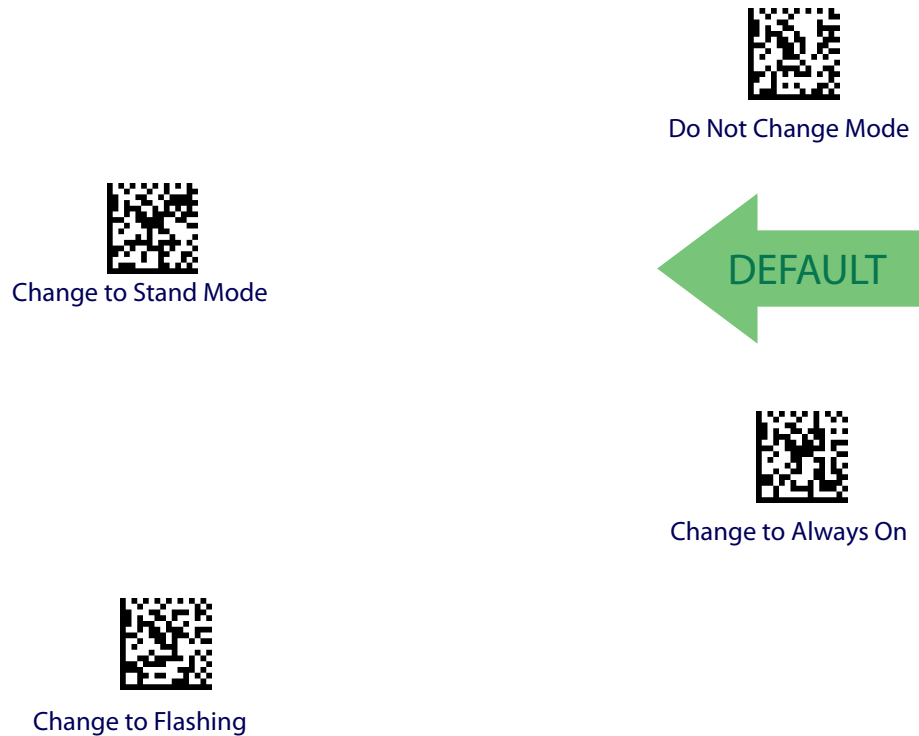 Do Not Change Mode
Change to Stand Mode
DEFAULT
Change to Always On
Change to Flashing